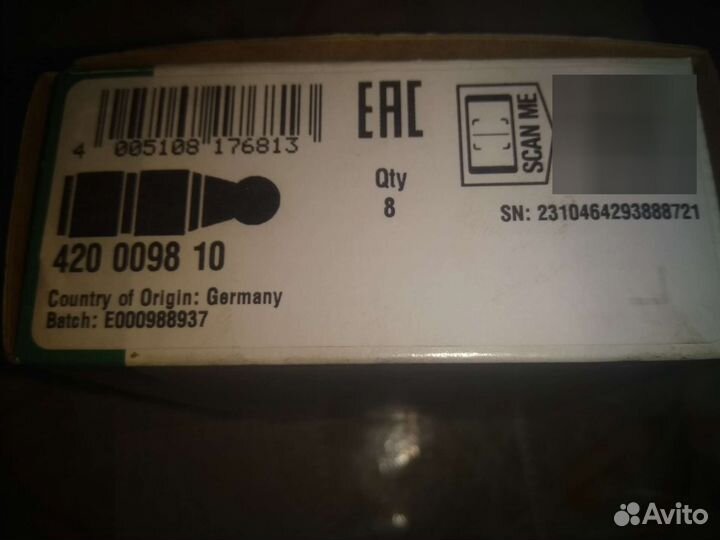 4 005108 176813
EAC
SCAN ME
Qty
8
SN: 2310464293888721
420 0098 10
Country of Origin: Germany
Batch: E000988937
Avito